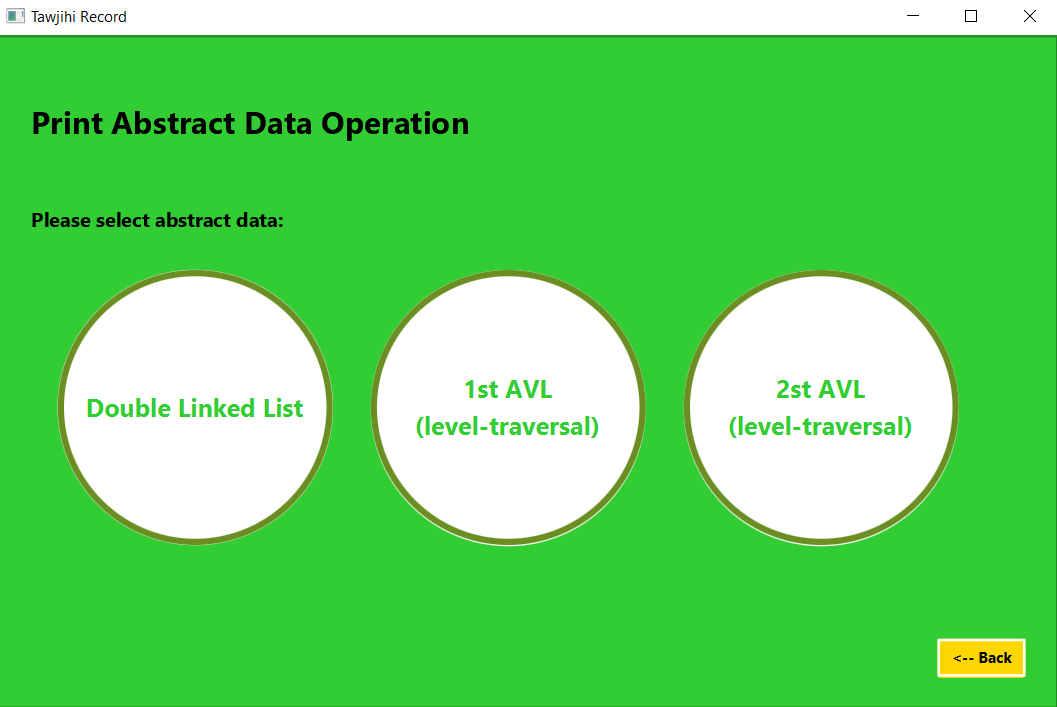 Tawjihi Record
Print Abstract Data Operation
Please select abstract data:
Double Linked List
1st AVL
(level-traversal)
2st AVL
(level-traversal)
<-- Back